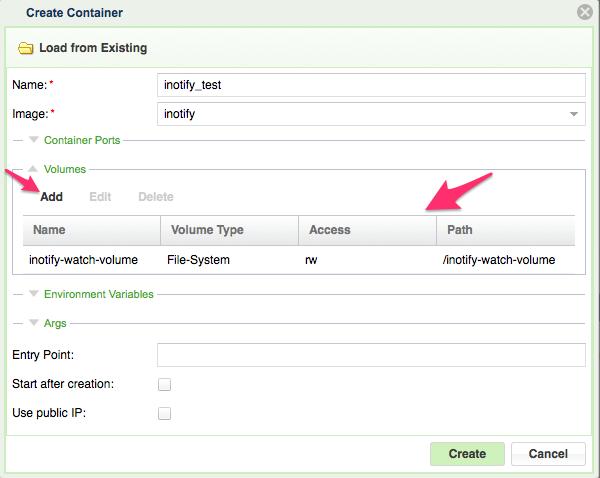 Create Container
Load from Existing
Name: * inotify_test
Image: * inotify
Container Ports
Volumes
Add Edit Delete
Name Volume Type Access Path
inotify-watch-volume File-System rw /inotify-watch-volume
Environment Variables
Args
Entry Point:
Start after creation:
Use public IP:
Create Cancel